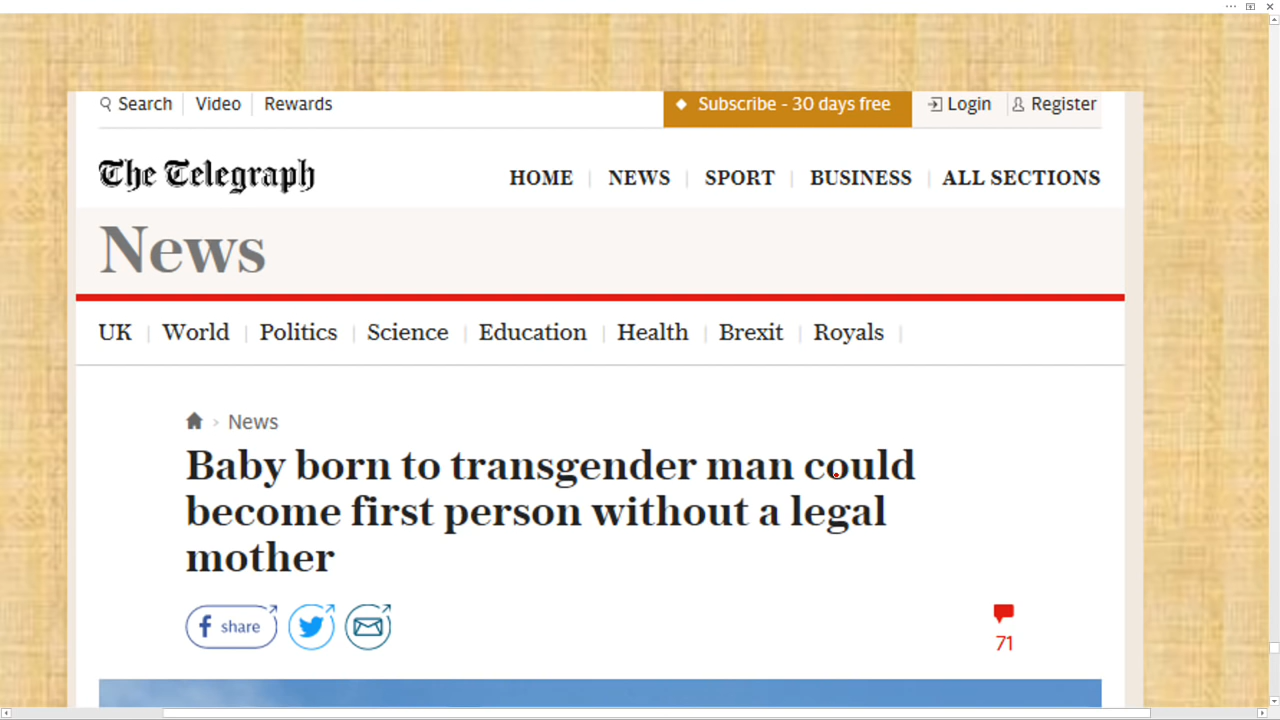 Search Video Rewards Subscribe - 30 days free Login Register
The Telegraph HOME NEWS SPORT BUSINESS ALL SECTIONS
News
UK World Politics Science Education Health Brexit Royals
News
Baby born to transgender man could
become first person without a legal
mother
share
71